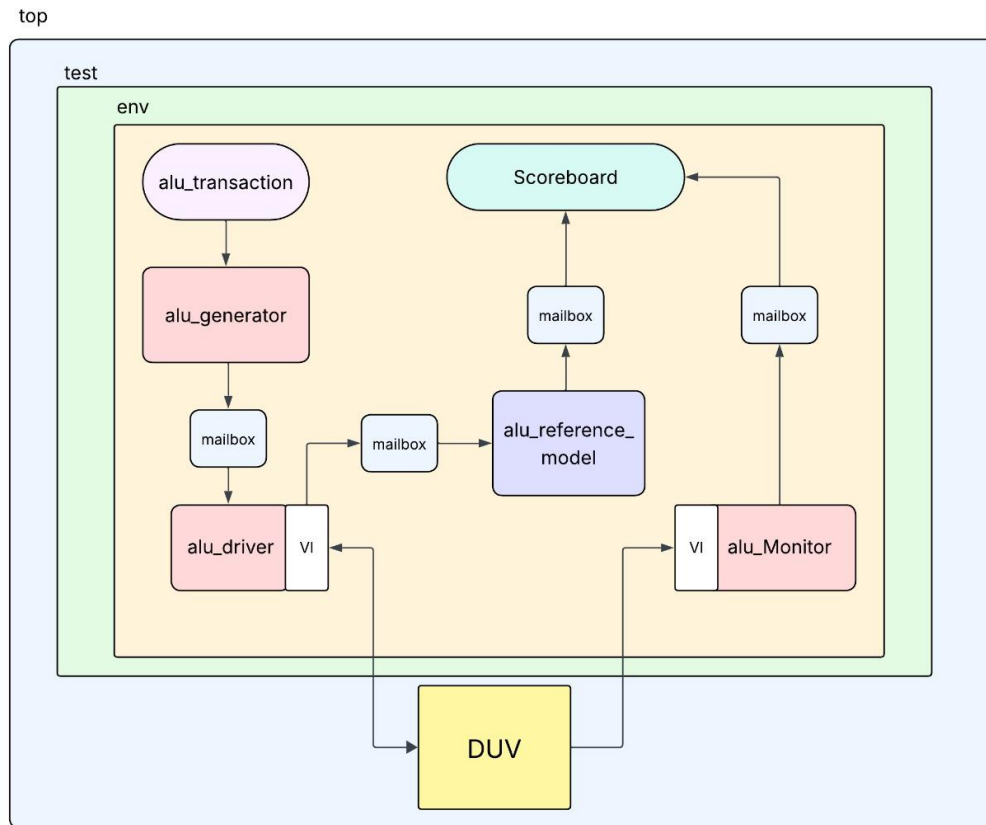 top
test
env
alu_transaction
Scoreboard
alu_generator
mailbox
mailbox
mailbox
mailbox
alu_reference_
model
alu_driver
VI
VI
alu_Monitor
DUV